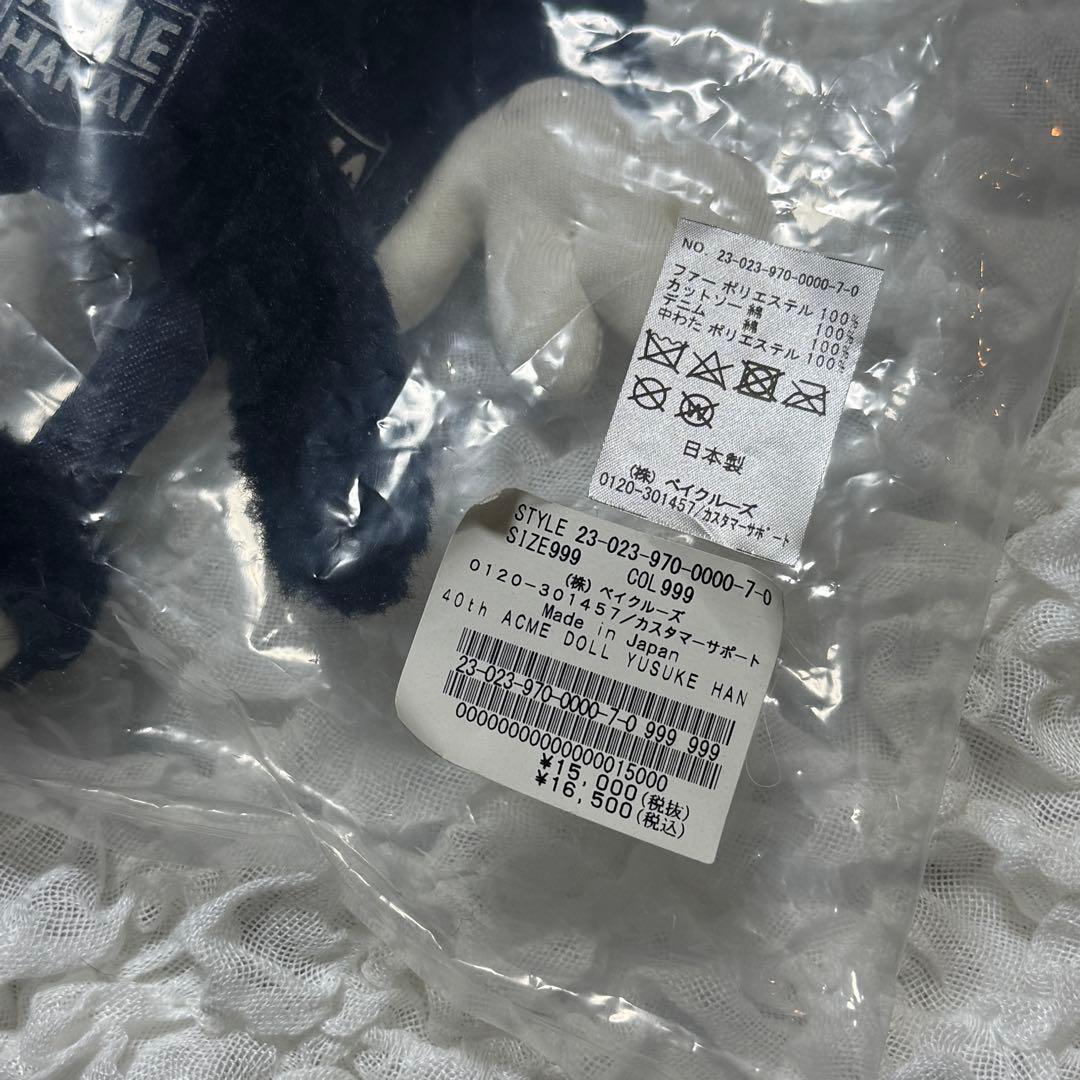 ACME
HANAI
NO. 23-023-970-0000-7-0
ファー ポリエステル 100%
カットソー 綿 100%
デニム 綿 100%
中わた ポリエステル 100%
日本製
(株) ベイクルーズ
0120-301457/カスタマーサポート
STYLE 23-023-970-0000-7-0
SIZE999 COL999
(株) ベイクルーズ
0120-301457/カスタマーサポート
Made in Japan
40th ACME DOLL YUSUKE HAN
23-023-970-0000-7-0 999 999
0000000000000015000
¥15,000(税抜)
¥16,500(税込)